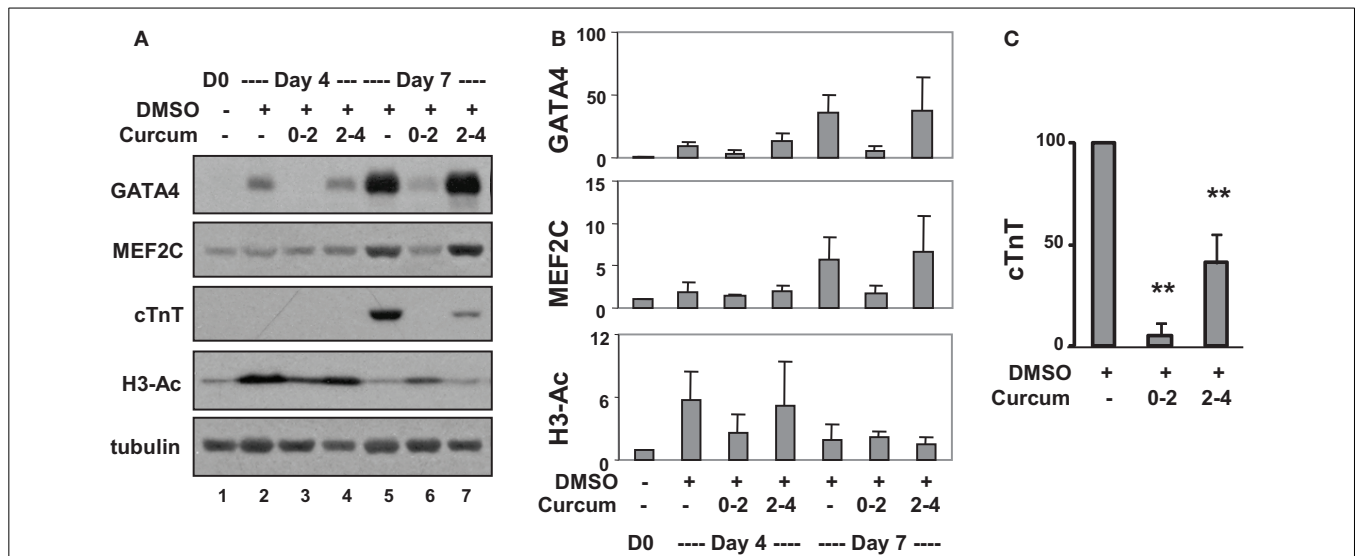 A
D0 ---- Day 4 --- ---- Day 7 ----
DMSO - + + + + + +
Curcum - - 0-2 2-4 - 0-2 2-4
GATA4
MEF2C
cTnT
H3-Ac
tubulin
1 2 3 4 5 6 7
B
100
GATA4
50
0
15
MEF2C
10
5
0
12
H3-Ac
6
0
DMSO - + + + + + +
Curcum - - 0-2 2-4 - 0-2 2-4
D0 ---- Day 4 ---- ---- Day 7 ----
C
100
cTnT
50
0
** **
DMSO + + +
Curcum - 0-2 2-4